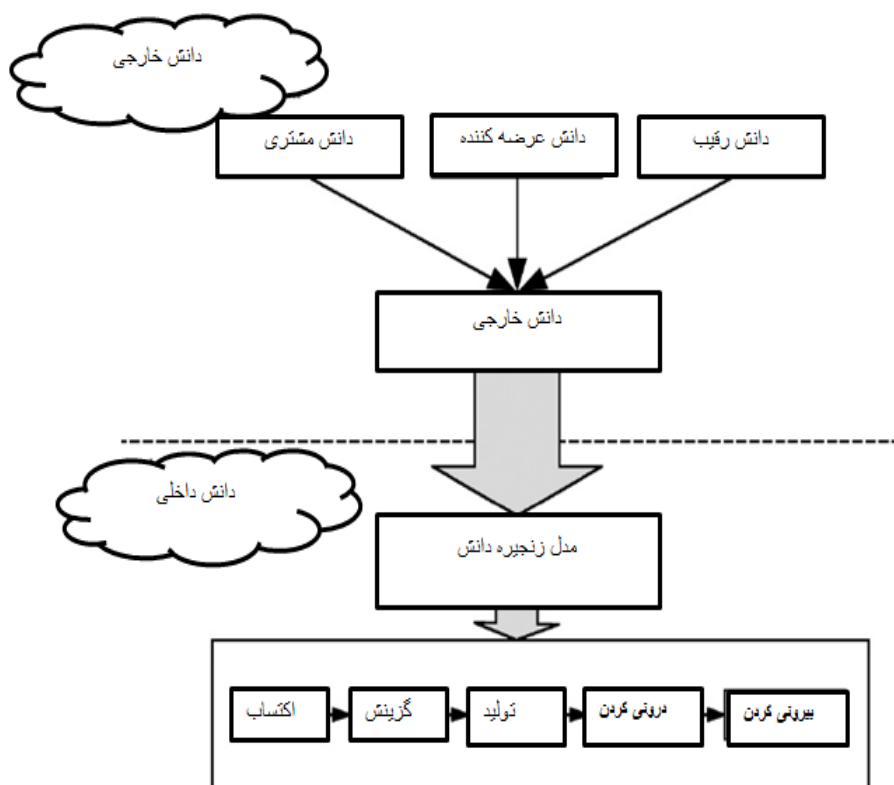 دانش خارجی
دانش مشتری
دانش عرضه کننده
دانش رقیب
دانش خارجی
دانش داخلی
مدل زنجیره دانش
اکتساب
گزینش
تولید
درونی کردن
بیرونی کردن